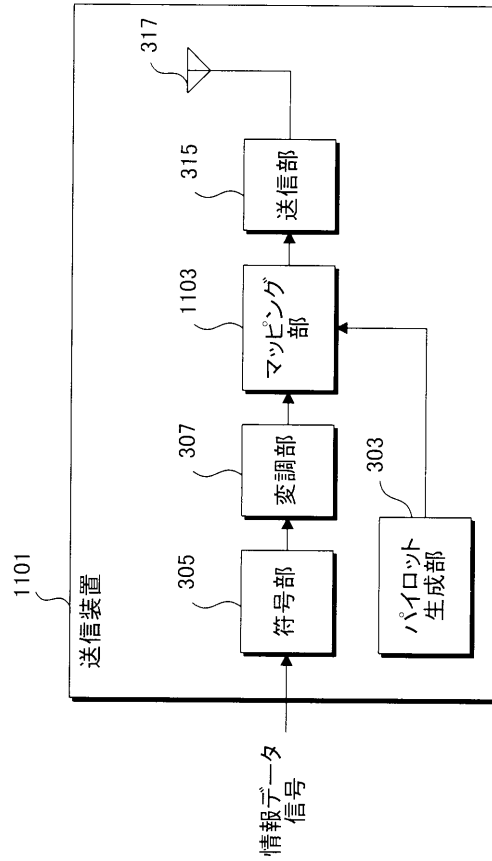 1101
送信装置
情報データ
信号
305
符号部
307
変調部
1103
マッピング
部
315
送信部
317
303
パイロット
生成部